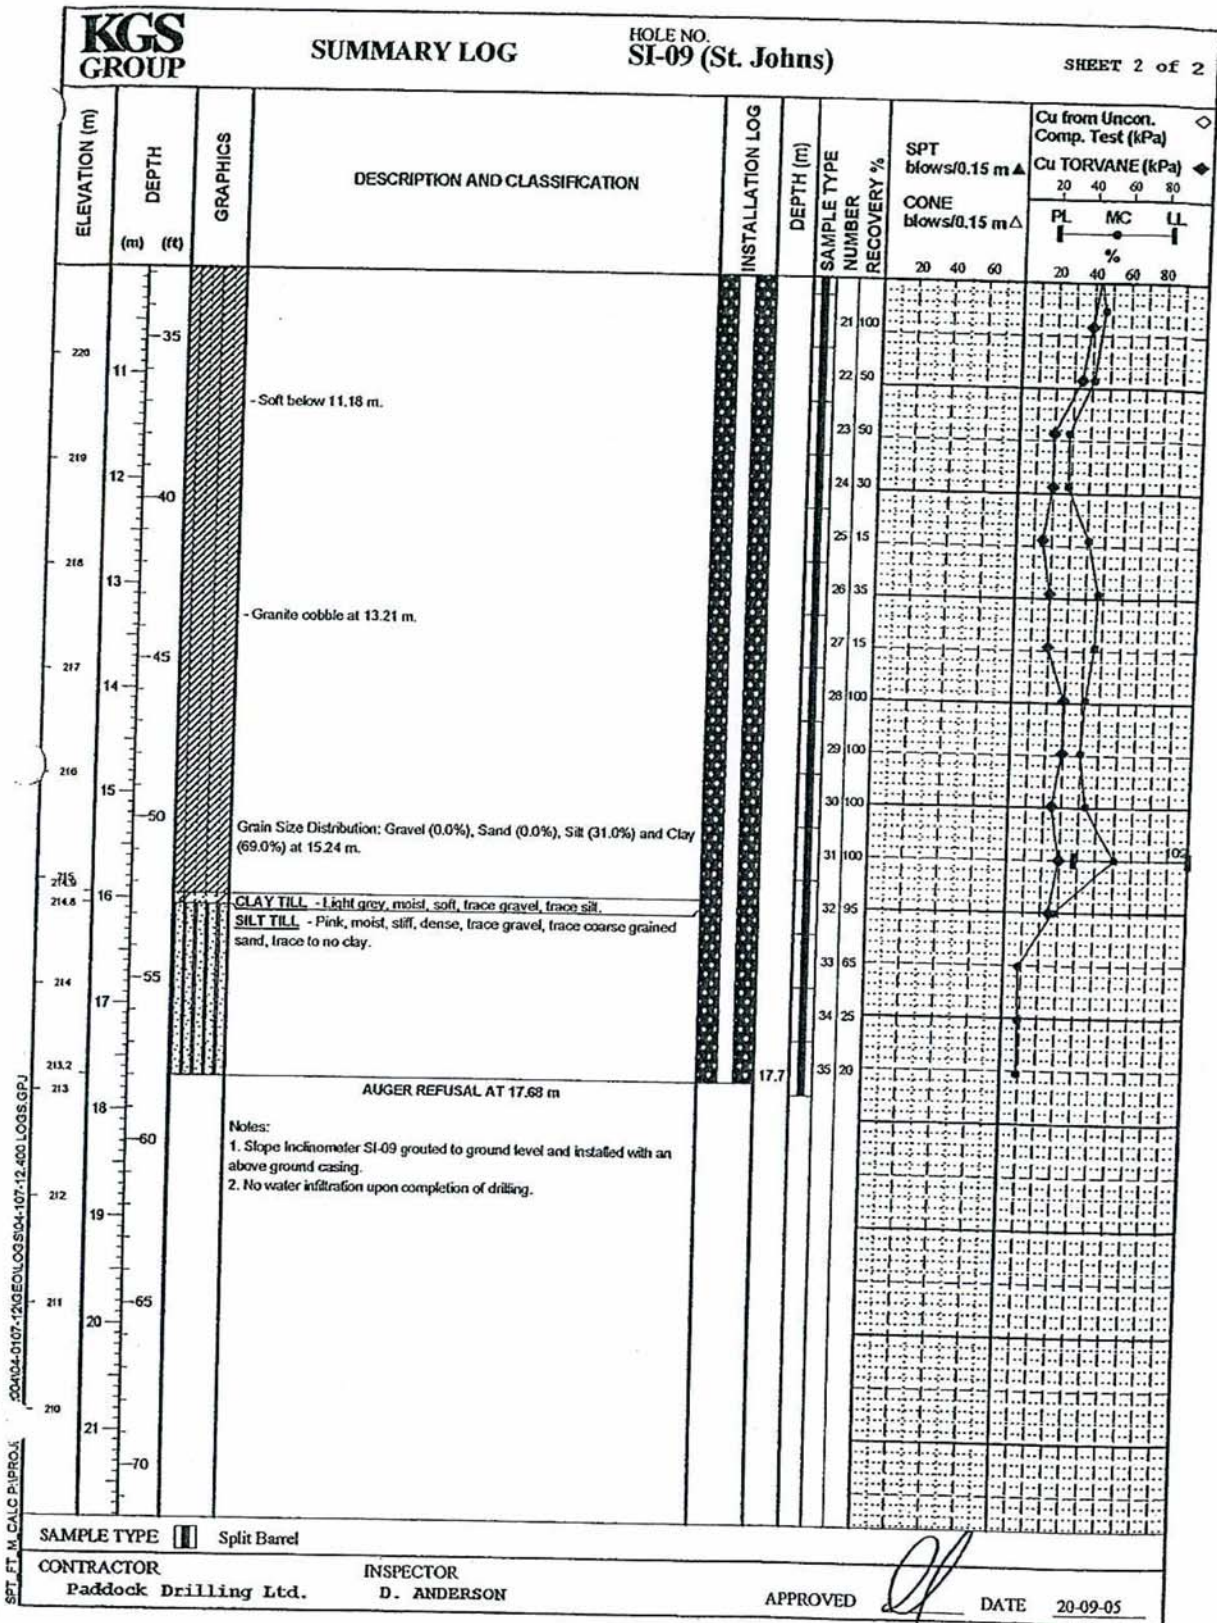 KGS
GROUP
SUMMARY LOG
HOLE NO.
SI-09 (St. Johns)
SHEET 2 of 2
ELEVATION (m)
DEPTH
(m) (ft)
GRAPHICS
DESCRIPTION AND CLASSIFICATION
INSTALLATION LOG
DEPTH (m)
SAMPLE TYPE
NUMBER
RECOVERY %
SPT
blows/0.15 m ▲
CONE
blows/0.15 m △
20 40 60
Cu from Uncon. ◇
Comp. Test (kPa)
Cu TORVANE (kPa) ◆
20 40 60 80
PL MC LL
%
20 40 60 80
21 100
35
220
11
22 50
- Soft below 11.18 m.
23 50
219
12
40
24 30
25 15
218
13
26 35
- Granite cobble at 13.21 m.
27 15
45
217
14
28 100
29 100
216
15
30 100
50
Grain Size Distribution: Gravel (0.0%), Sand (0.0%), Silt (31.0%) and Clay
(69.0%) at 15.24 m.
31 100
102
215
214.9
214.8
16
CLAY TILL - Light grey, moist, soft, trace gravel, trace silt.
32 95
SILT TILL - Pink, moist, stiff, dense, trace gravel, trace coarse grained
sand, trace to no clay.
33 65
55
214
17
34 25
213.2
213
17.7
35 20
AUGER REFUSAL AT 17.68 m
18
Notes:
60
1. Slope Inclinometer SI-09 grouted to ground level and installed with an
above ground casing.
2. No water infiltration upon completion of drilling.
212
19
211
65
20
210
21
70
SAMPLE TYPE Split Barrel
CONTRACTOR
Paddock Drilling Ltd.
INSPECTOR
D. ANDERSON
APPROVED
DATE 20-09-05